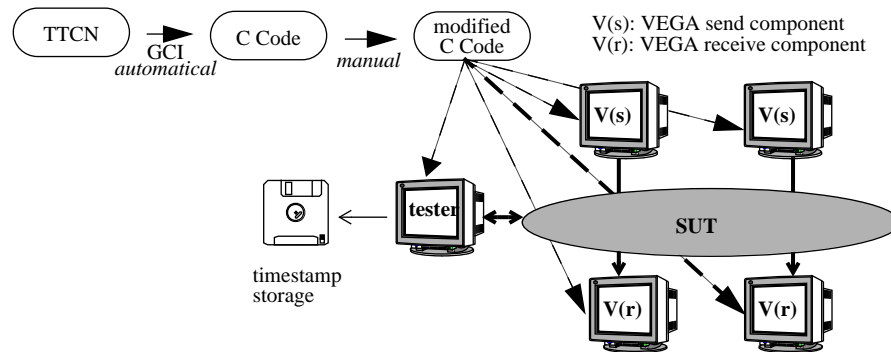 TTCN
GCI
automatical
C Code
manual
modified
C Code
V(s): VEGA send component
V(r): VEGA receive component
V(s)
V(s)
tester
SUT
timestamp
storage
V(r)
V(r)